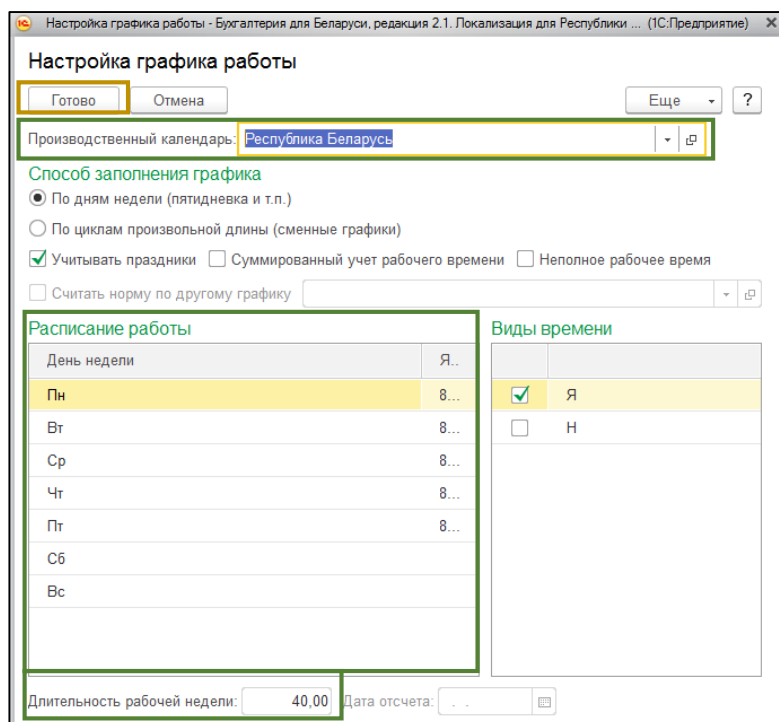 Настройка графика работы - Бухгалтерия для Беларуси, редакция 2.1. Локализация для Республики ... (1С:Предприятие)
Настройка графика работы
Готово Отмена Еще ?
Производственный календарь: Республика Беларусь
Способ заполнения графика
По дням недели (пятидневка и т.п.)
По циклам произвольной длины (сменные графики)
Учитывать праздники Суммированный учет рабочего времени Неполное рабочее время
Считать норму по другому графику
Расписание работы Виды времени
День недели Я..
Пн 8... Я
Вт 8... Н
Ср 8...
Чт 8...
Пт 8...
Сб
Вс
Длительность рабочей недели: 40,00 Дата отсчета: . .